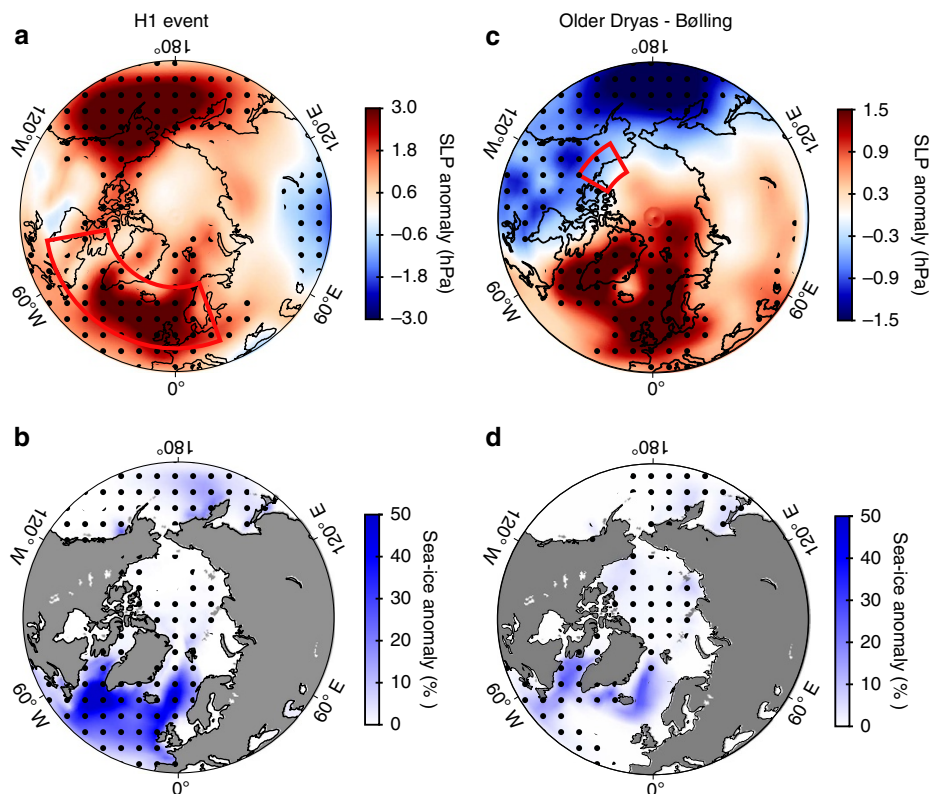 H1 event
Older Dryas - Bølling
a
180°
120°W
120°E
60°W
60°E
0°
3.0
1.8
0.6
−0.6
−1.8
−3.0
SLP anomaly (hPa)
c
180°
120°W
120°E
60°W
60°E
0°
1.5
0.9
0.3
−0.3
−0.9
−1.5
SLP anomaly (hPa)
b
180°
120°W
120°E
60° W
60° E
0°
50
40
30
20
10
0
Sea-ice anomaly (% )
d
180°
120°W
120°E
60° W
60° E
0°
50
40
30
20
10
0
Sea-ice anomaly (% )